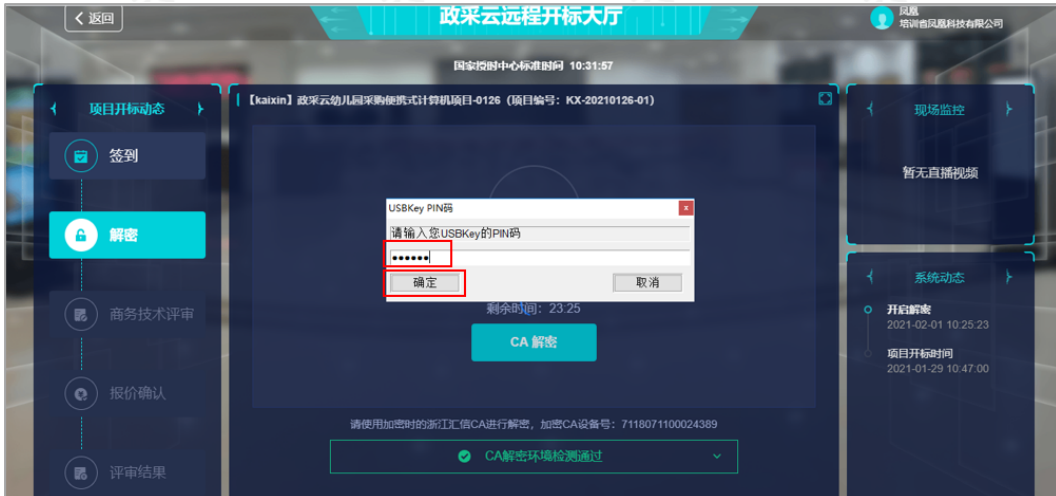 返回
政采云远程开标大厅
凤凰
培训省凤凰科技有限公司
国家授时中心标准时间 10:31:57
项目开标动态
签到
解密
商务技术评审
报价确认
评审结果
【kaixin】政采云幼儿园采购便携式计算机项目-0126（项目编号：KX-20210126-01）
USBKey PIN码
x
请输入您USBKey的PIN码
••••••
确定
取消
剩余时间：23:25
CA 解密
请使用加密时的浙江汇信CA进行解密，加密CA设备号：7118071100024389
CA解密环境检测通过
现场监控
暂无直播视频
系统动态
开启解密
2021-02-01 10:25:23
项目开标时间
2021-01-29 10:47:00